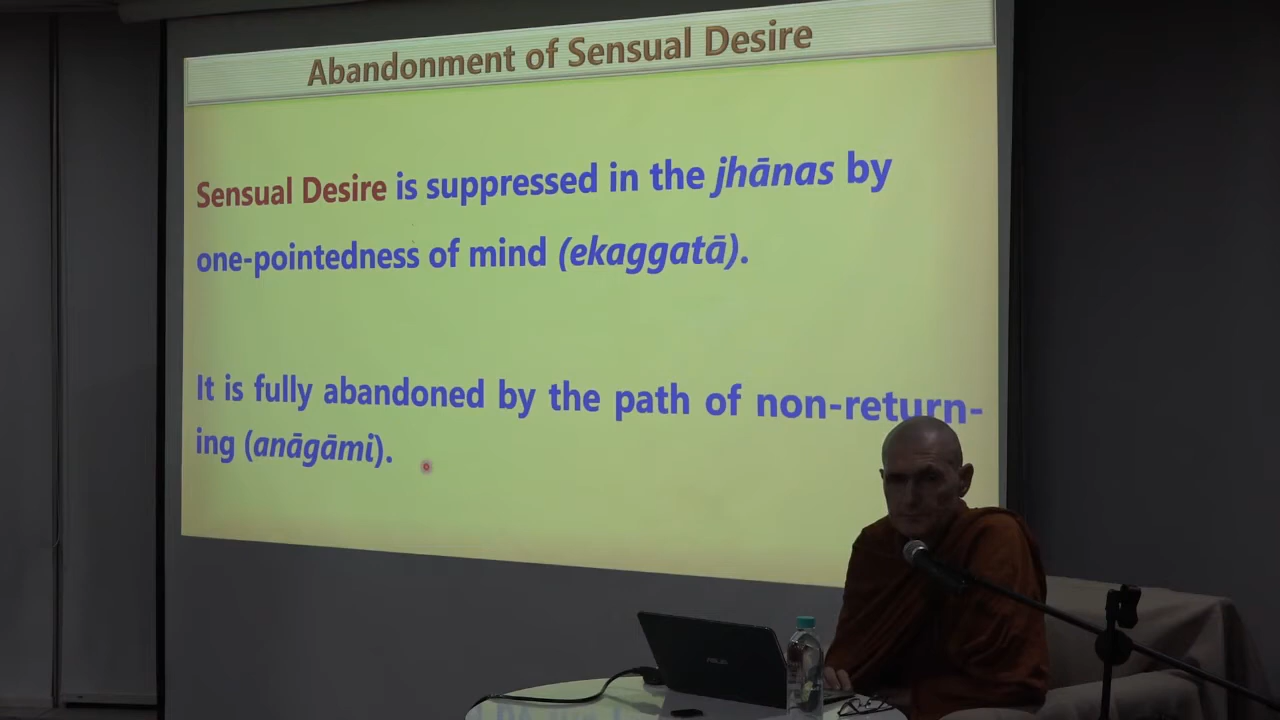 Abandonment of Sensual Desire
Sensual Desire is suppressed in the jhānas by
one-pointedness of mind (ekaggatā).
It is fully abandoned by the path of non-return-
ing (anāgāmi).
ASUS